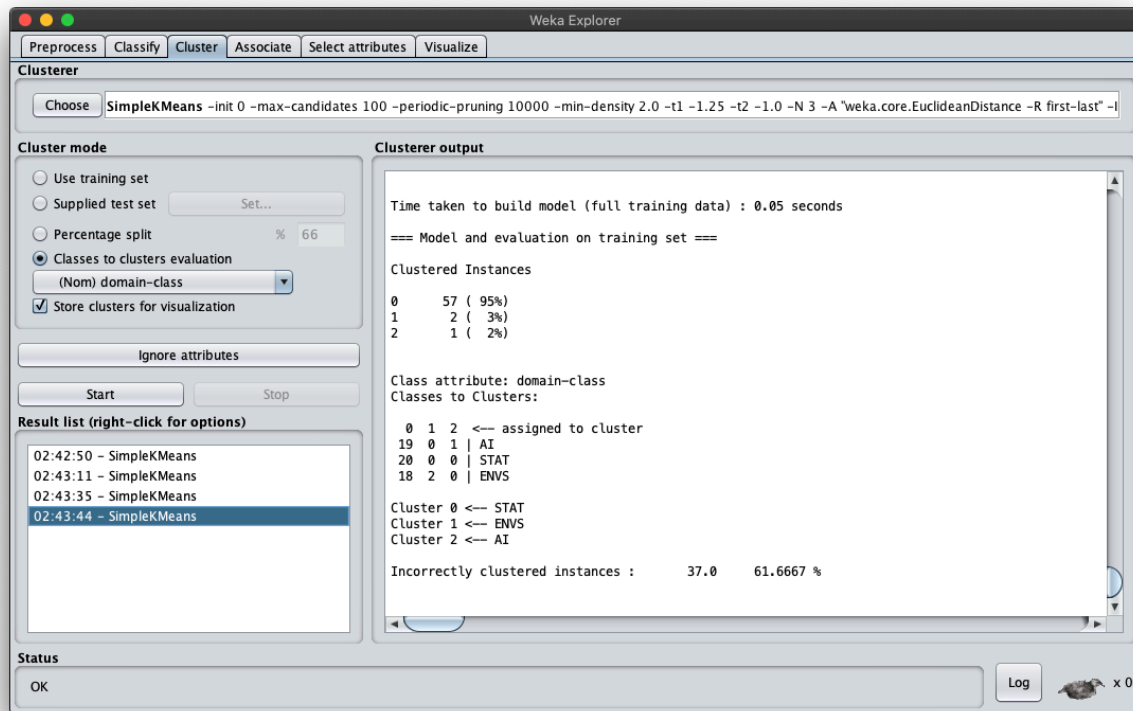 Weka Explorer
Preprocess Classify Cluster Associate Select attributes Visualize
Clusterer
Choose SimpleKMeans -init 0 -max-candidates 100 -periodic-pruning 10000 -min-density 2.0 -t1 -1.25 -t2 -1.0 -N 3 -A "weka.core.EuclideanDistance -R first-last" -I
Cluster mode
Use training set
Supplied test set Set...
Percentage split % 66
Classes to clusters evaluation
(Nom) domain-class
Store clusters for visualization
Ignore attributes
Start Stop
Result list (right-click for options)
02:42:50 - SimpleKMeans
02:43:11 - SimpleKMeans
02:43:35 - SimpleKMeans
02:43:44 - SimpleKMeans
Clusterer output
Time taken to build model (full training data) : 0.05 seconds
=== Model and evaluation on training set ===
Clustered Instances
0 57 ( 95%)
1 2 ( 3%)
2 1 ( 2%)
Class attribute: domain-class
Classes to Clusters:
0 1 2 <-- assigned to cluster
19 0 1 | AI
20 0 0 | STAT
18 2 0 | ENVS
Cluster 0 <-- STAT
Cluster 1 <-- ENVS
Cluster 2 <-- AI
Incorrectly clustered instances : 37.0 61.6667 %
Status
OK
Log x 0